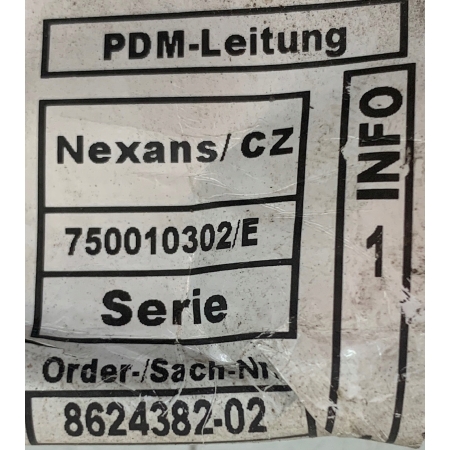 PDM-Leitung
Nexans/ CZ
750010302/E
Serie
Order-/Sach-Nr.
8624382-02
INFO
1